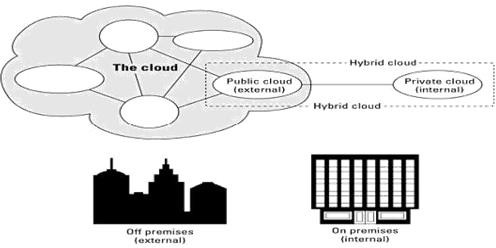 Hybrid cloud
The cloud
Public cloud
(external)
Private cloud
(internal)
Hybrid cloud
Off premises
(external)
On premises
(internal)